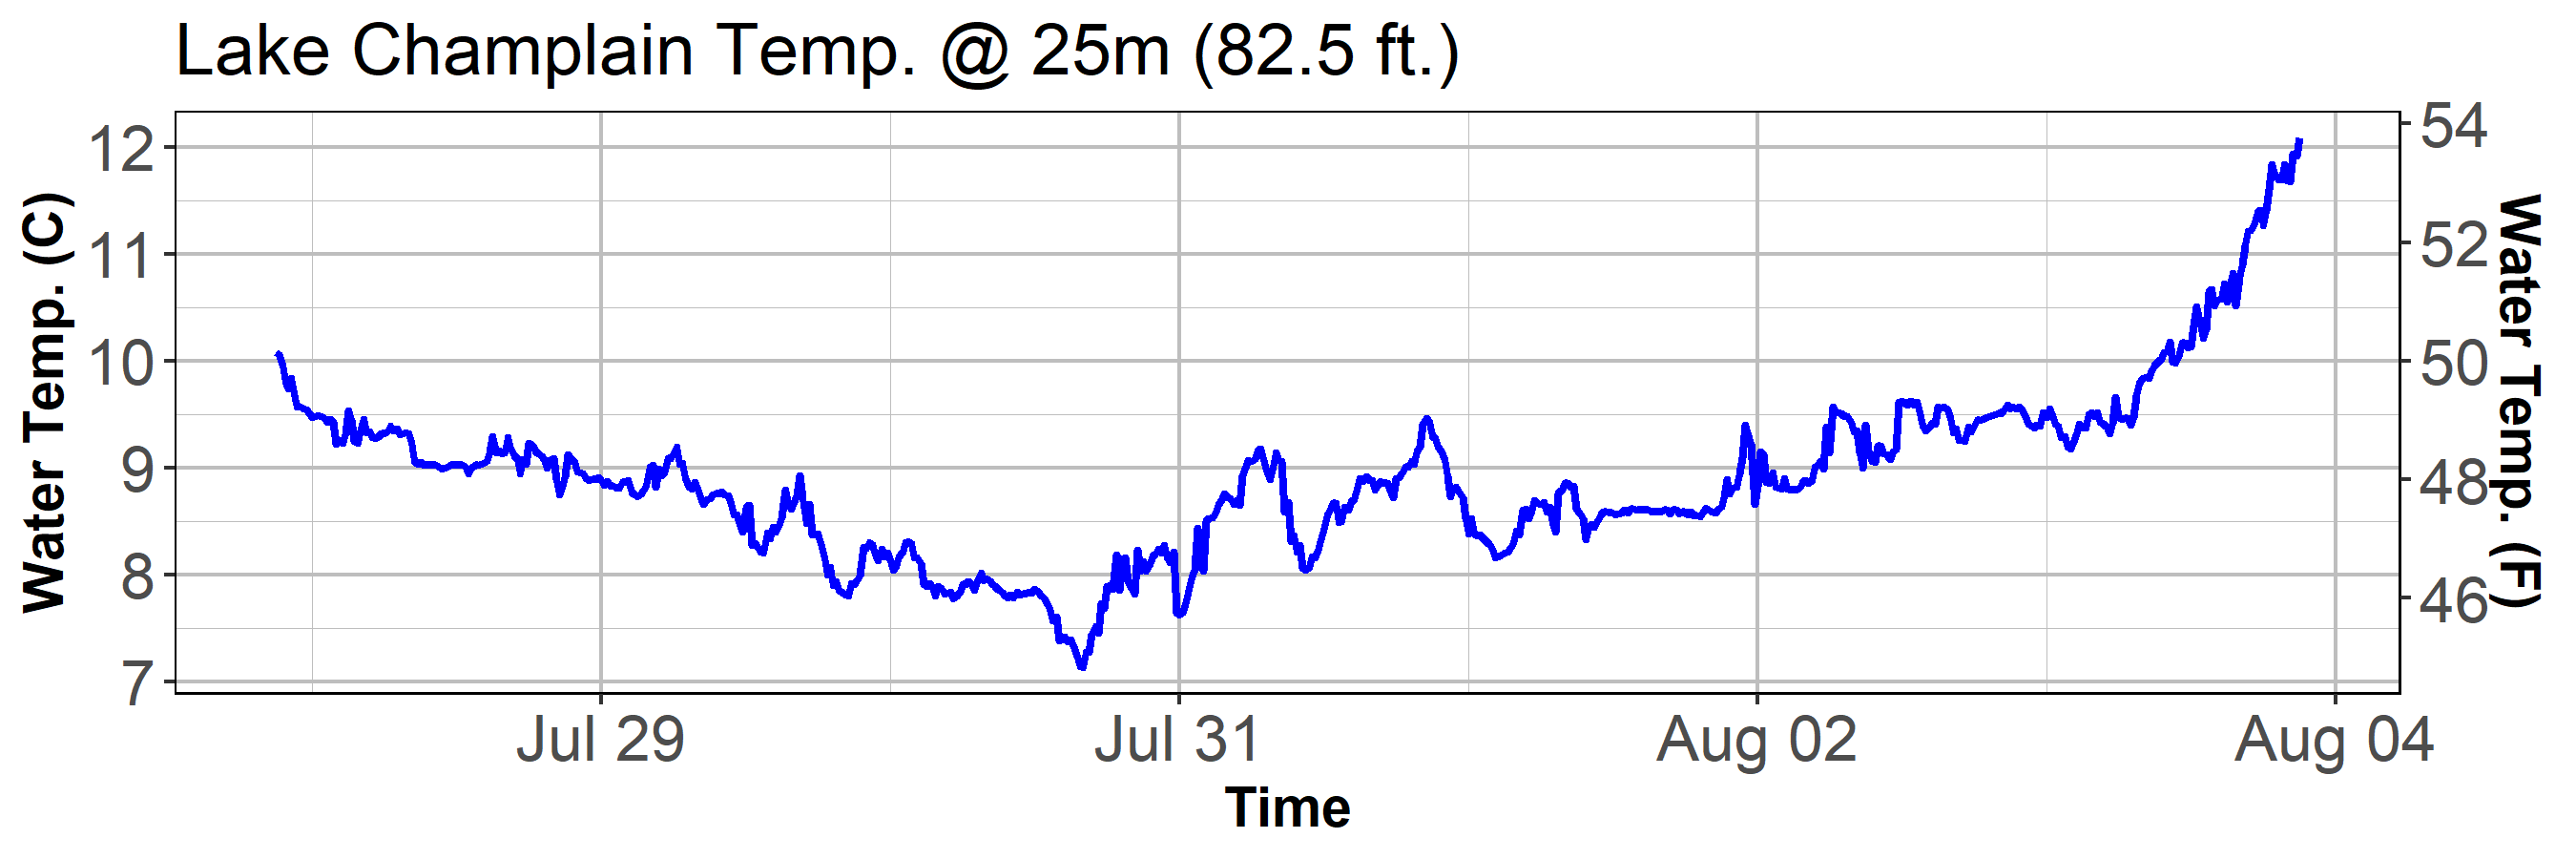 Lake Champlain Temp. @ 25m (82.5 ft.)
Water Temp. (C)
12
11
10
9
8
7
54
52
50
48
46
Water Temp. (F)
Jul 29
Jul 31
Aug 02
Aug 04
Time